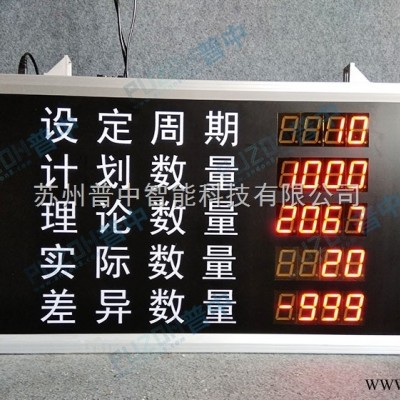 设定周期 10
计划数量 1000
理论数量 2067
实际数量 20
差异数量 -999
苏州普中智能科技有限公司
www.